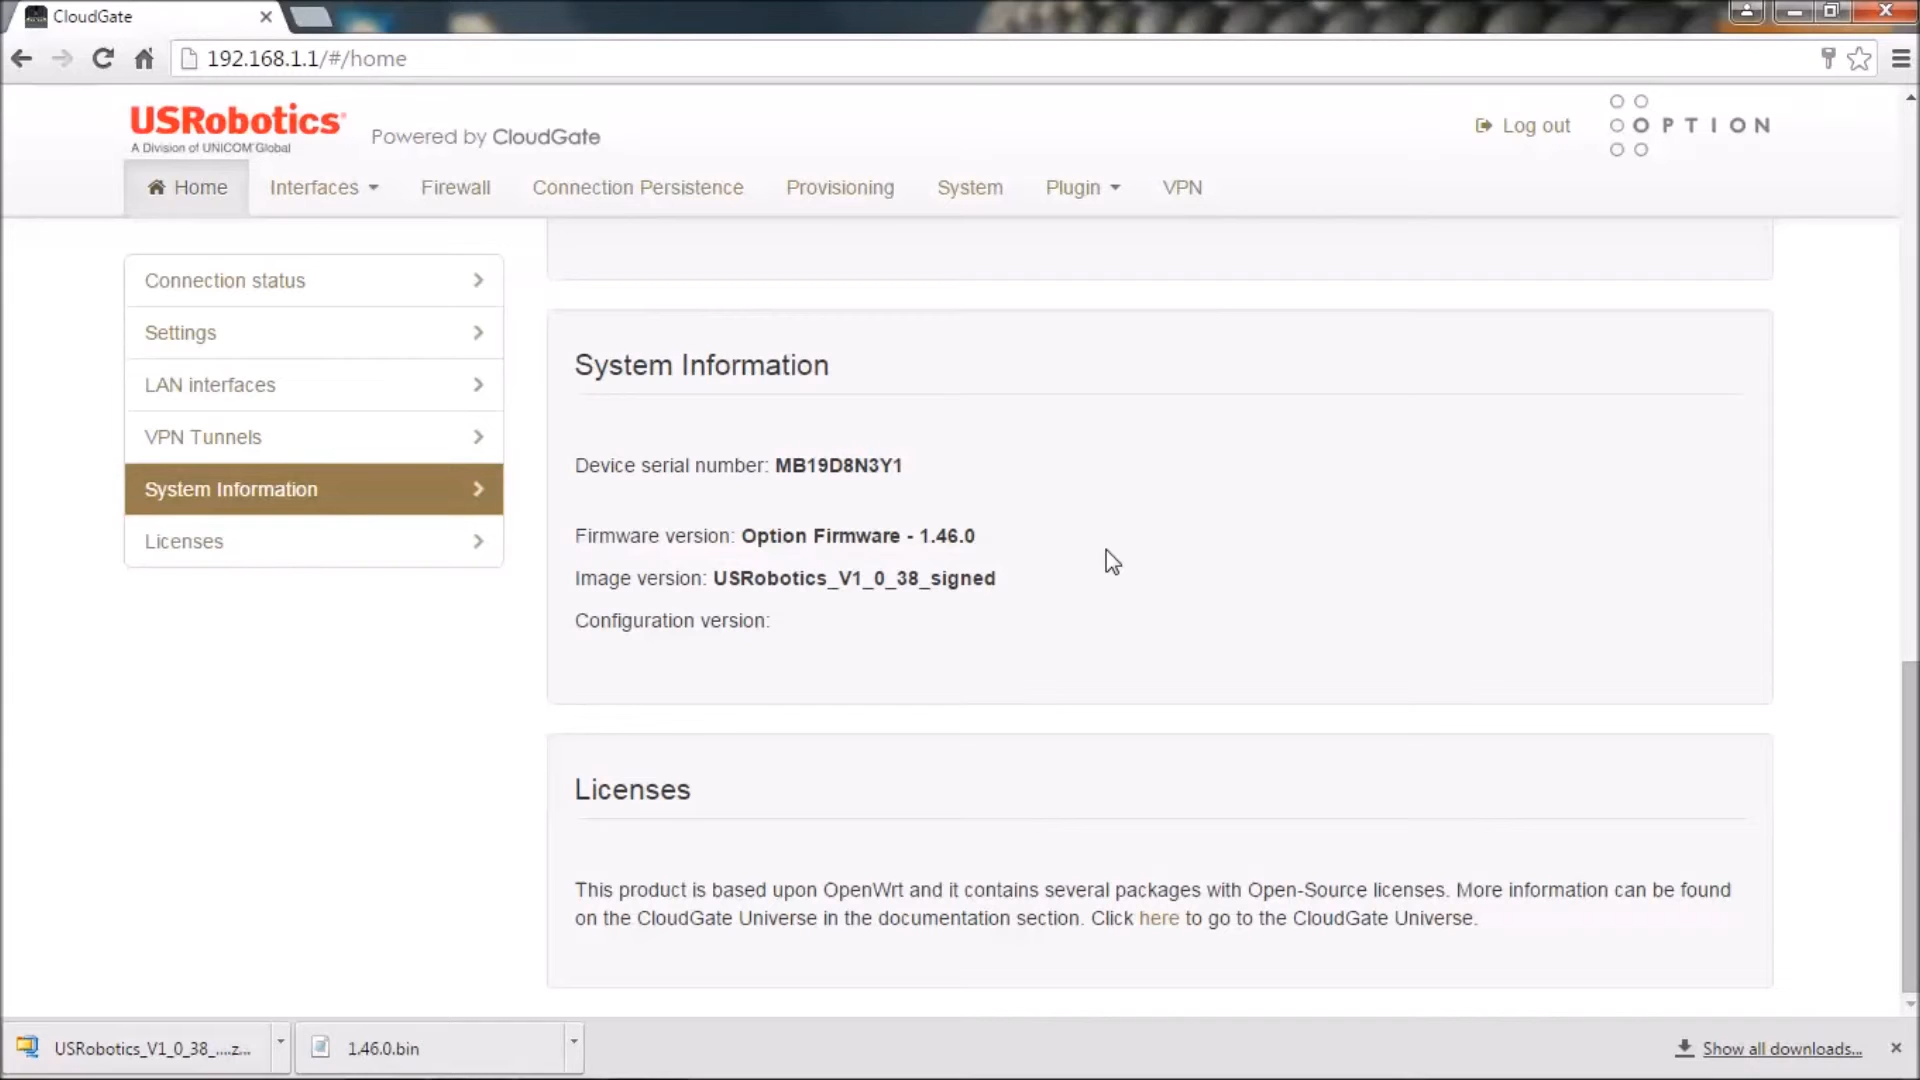 CloudGate
192.168.1.1/#/home
USRobotics
A Division of UNICOM Global
Powered by CloudGate
Log out
OPTION
Home
Interfaces
Firewall
Connection Persistence
Provisioning
System
Plugin
VPN
Connection status
Settings
LAN interfaces
VPN Tunnels
System Information
Licenses
System Information
Device serial number: MB19D8N3Y1
Firmware version: Option Firmware - 1.46.0
Image version: USRobotics_V1_0_38_signed
Configuration version:
Licenses
This product is based upon OpenWrt and it contains several packages with Open-Source licenses. More information can be found
on the CloudGate Universe in the documentation section. Click here to go to the CloudGate Universe.
USRobotics_V1_0_38_....z...
1.46.0.bin
Show all downloads...